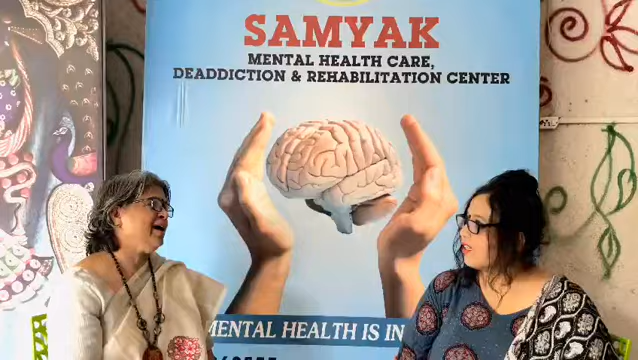 SAMYAK
MENTAL HEALTH CARE,
DEADDICTION & REHABILITATION CENTER
MENTAL HEALTH IS IN